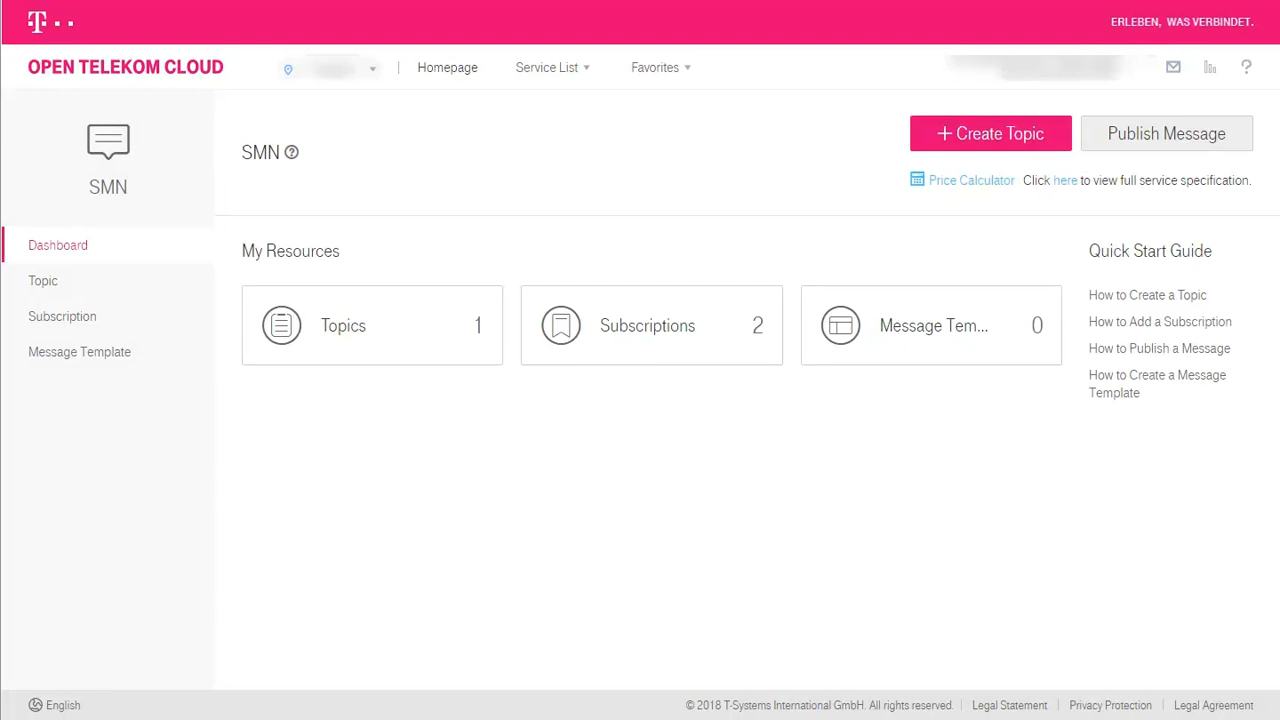 T
ERLEBEN, WAS VERBINDET.
OPEN TELEKOM CLOUD
Homepage
Service List
Favorites
?
SMN
SMN ?
+ Create Topic
Publish Message
Price Calculator
Click here to view full service specification.
Dashboard
Topic
Subscription
Message Template
My Resources
Topics 1
Subscriptions 2
Message Tem... 0
Quick Start Guide
How to Create a Topic
How to Add a Subscription
How to Publish a Message
How to Create a Message
Template
English
© 2018 T-Systems International GmbH. All rights reserved.
Legal Statement
Privacy Protection
Legal Agreement